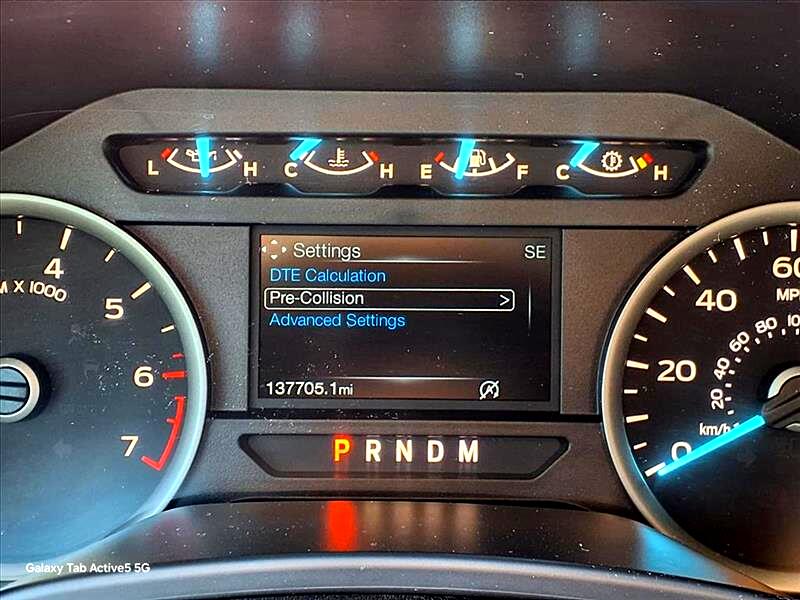 L H C H E F C H
Settings SE
DTE Calculation
Pre-Collision >
Advanced Settings
137705.1mi
P R N D M
4 5 6 7
X 1000
0 20 40 60
MP
km/h
20 40 60 80 10
Galaxy Tab Active5 5G